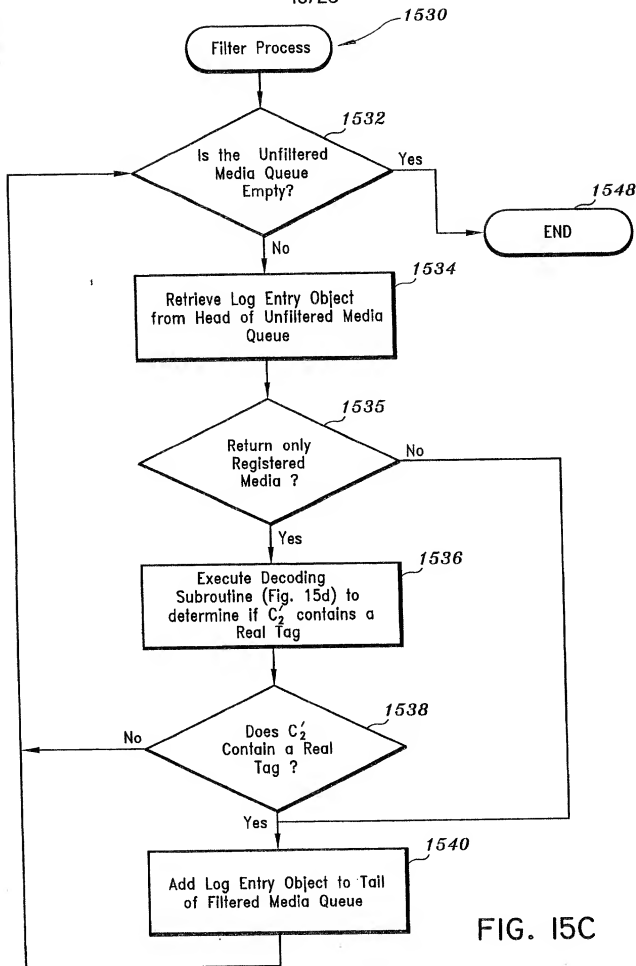 1530
Filter Process
1532
Is the Unfiltered
Media Queue
Empty?
Yes
1548
END
No
1534
Retrieve Log Entry Object
from Head of Unfiltered Media
Queue
1535
Return only
Registered
Media ?
No
Yes
1536
Execute Decoding
Subroutine (Fig. 15d) to
determine if C₂′ contains a
Real Tag
1538
Does C₂′
Contain a Real
Tag ?
No
Yes
1540
Add Log Entry Object to Tail
of Filtered Media Queue
FIG. 15C